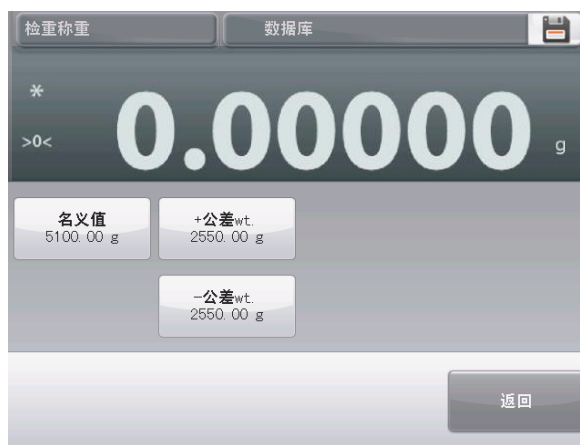 检重称重
数据库
*
>0<
0.00000 g
名义值
5100.00 g
+公差wt.
2550.00 g
-公差wt.
2550.00 g
返回